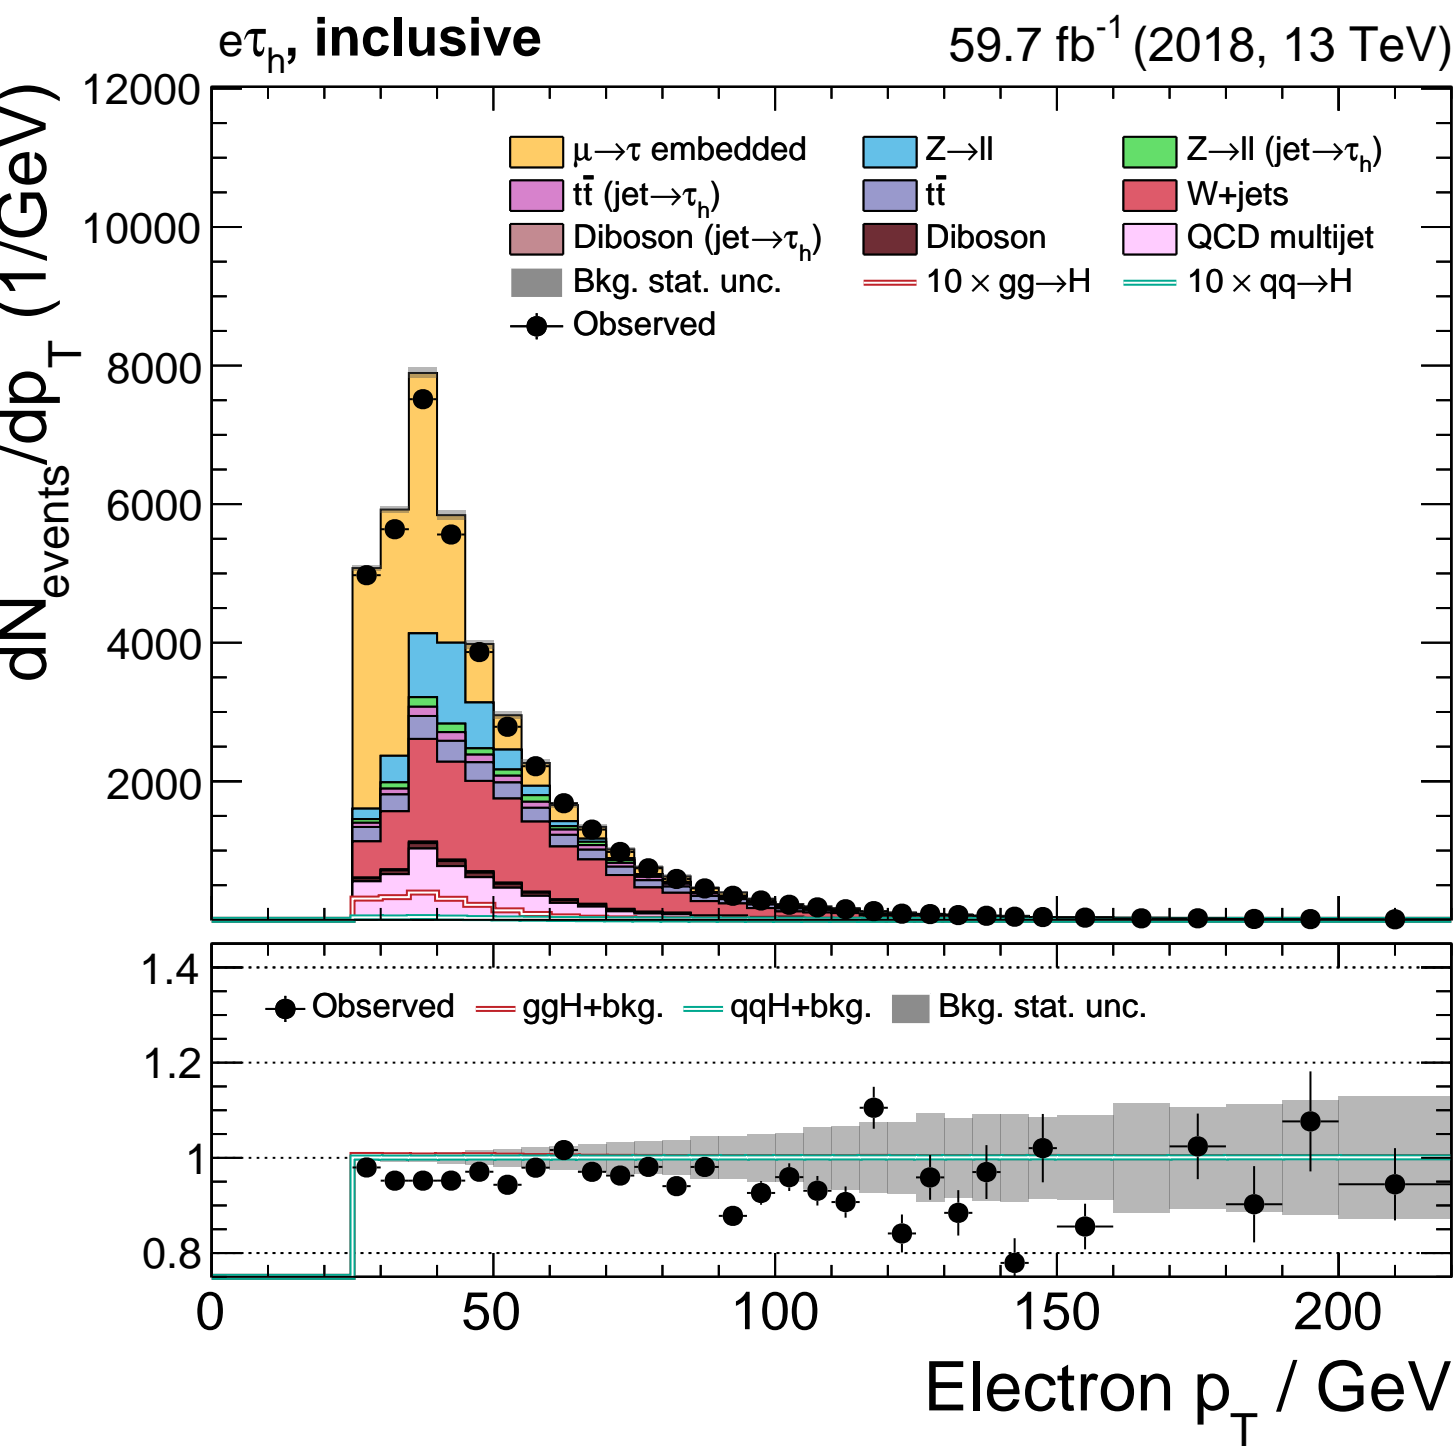 eτh, inclusive
59.7 fb-1 (2018, 13 TeV)
dNevents/dpT (1/GeV)
12000
10000
8000
6000
4000
2000
μ→τ embedded
Z→ll
Z→ll (jet→τh)
tt̄ (jet→τh)
tt̄
W+jets
Diboson (jet→τh)
Diboson
QCD multijet
Bkg. stat. unc.
10 × gg→H
10 × qq→H
Observed
1.4
1.2
1
0.8
Observed
ggH+bkg.
qqH+bkg.
Bkg. stat. unc.
0
50
100
150
200
Electron pT / GeV